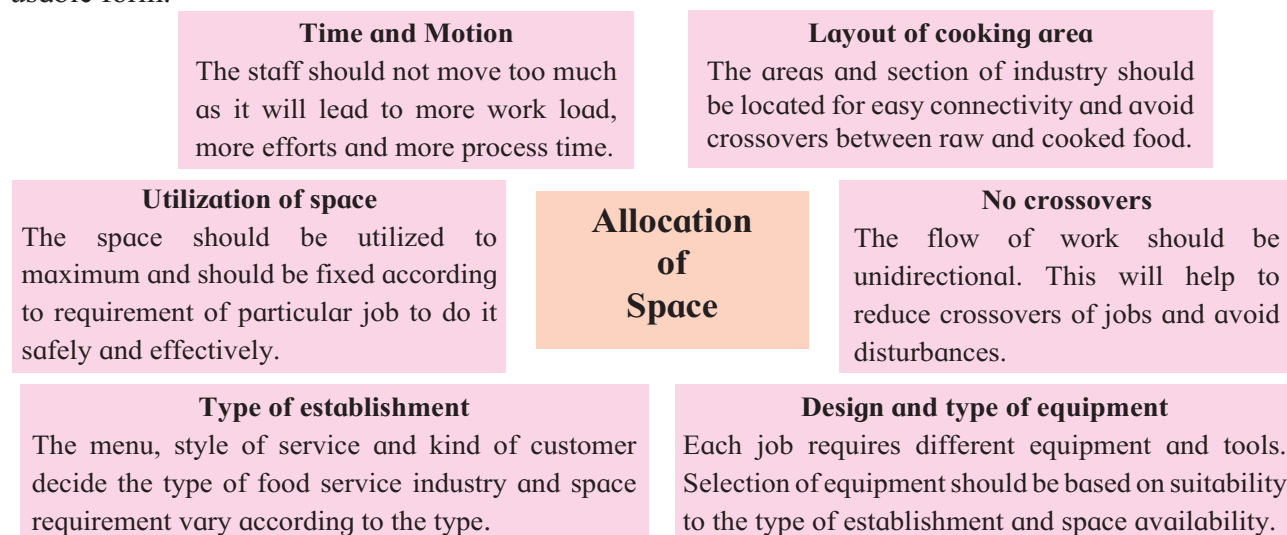 usable form.
Time and Motion
The staff should not move too much
as it will lead to more work load,
more efforts and more process time.
Layout of cooking area
The areas and section of industry should
be located for easy connectivity and avoid
crossovers between raw and cooked food.
Utilization of space
The space should be utilized to
maximum and should be fixed according
to requirement of particular job to do it
safely and effectively.
Allocation
of
Space
No crossovers
The flow of work should be
unidirectional. This will help to
reduce crossovers of jobs and avoid
disturbances.
Type of establishment
The menu, style of service and kind of customer
decide the type of food service industry and space
requirement vary according to the type.
Design and type of equipment
Each job requires different equipment and tools.
Selection of equipment should be based on suitability
to the type of establishment and space availability.